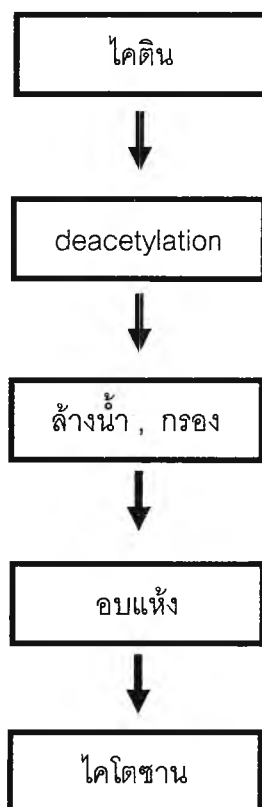 ไคติน
deacetylation
ล้างน้ำ , กรอง
อบแห้ง
ไคโตซาน